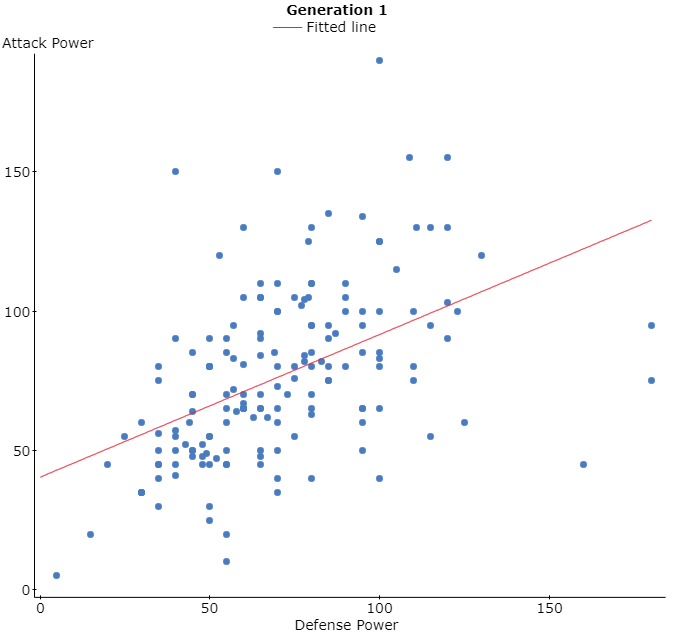 Generation 1
Fitted line
Attack Power
150
100
50
0
0 50 100 150
Defense Power